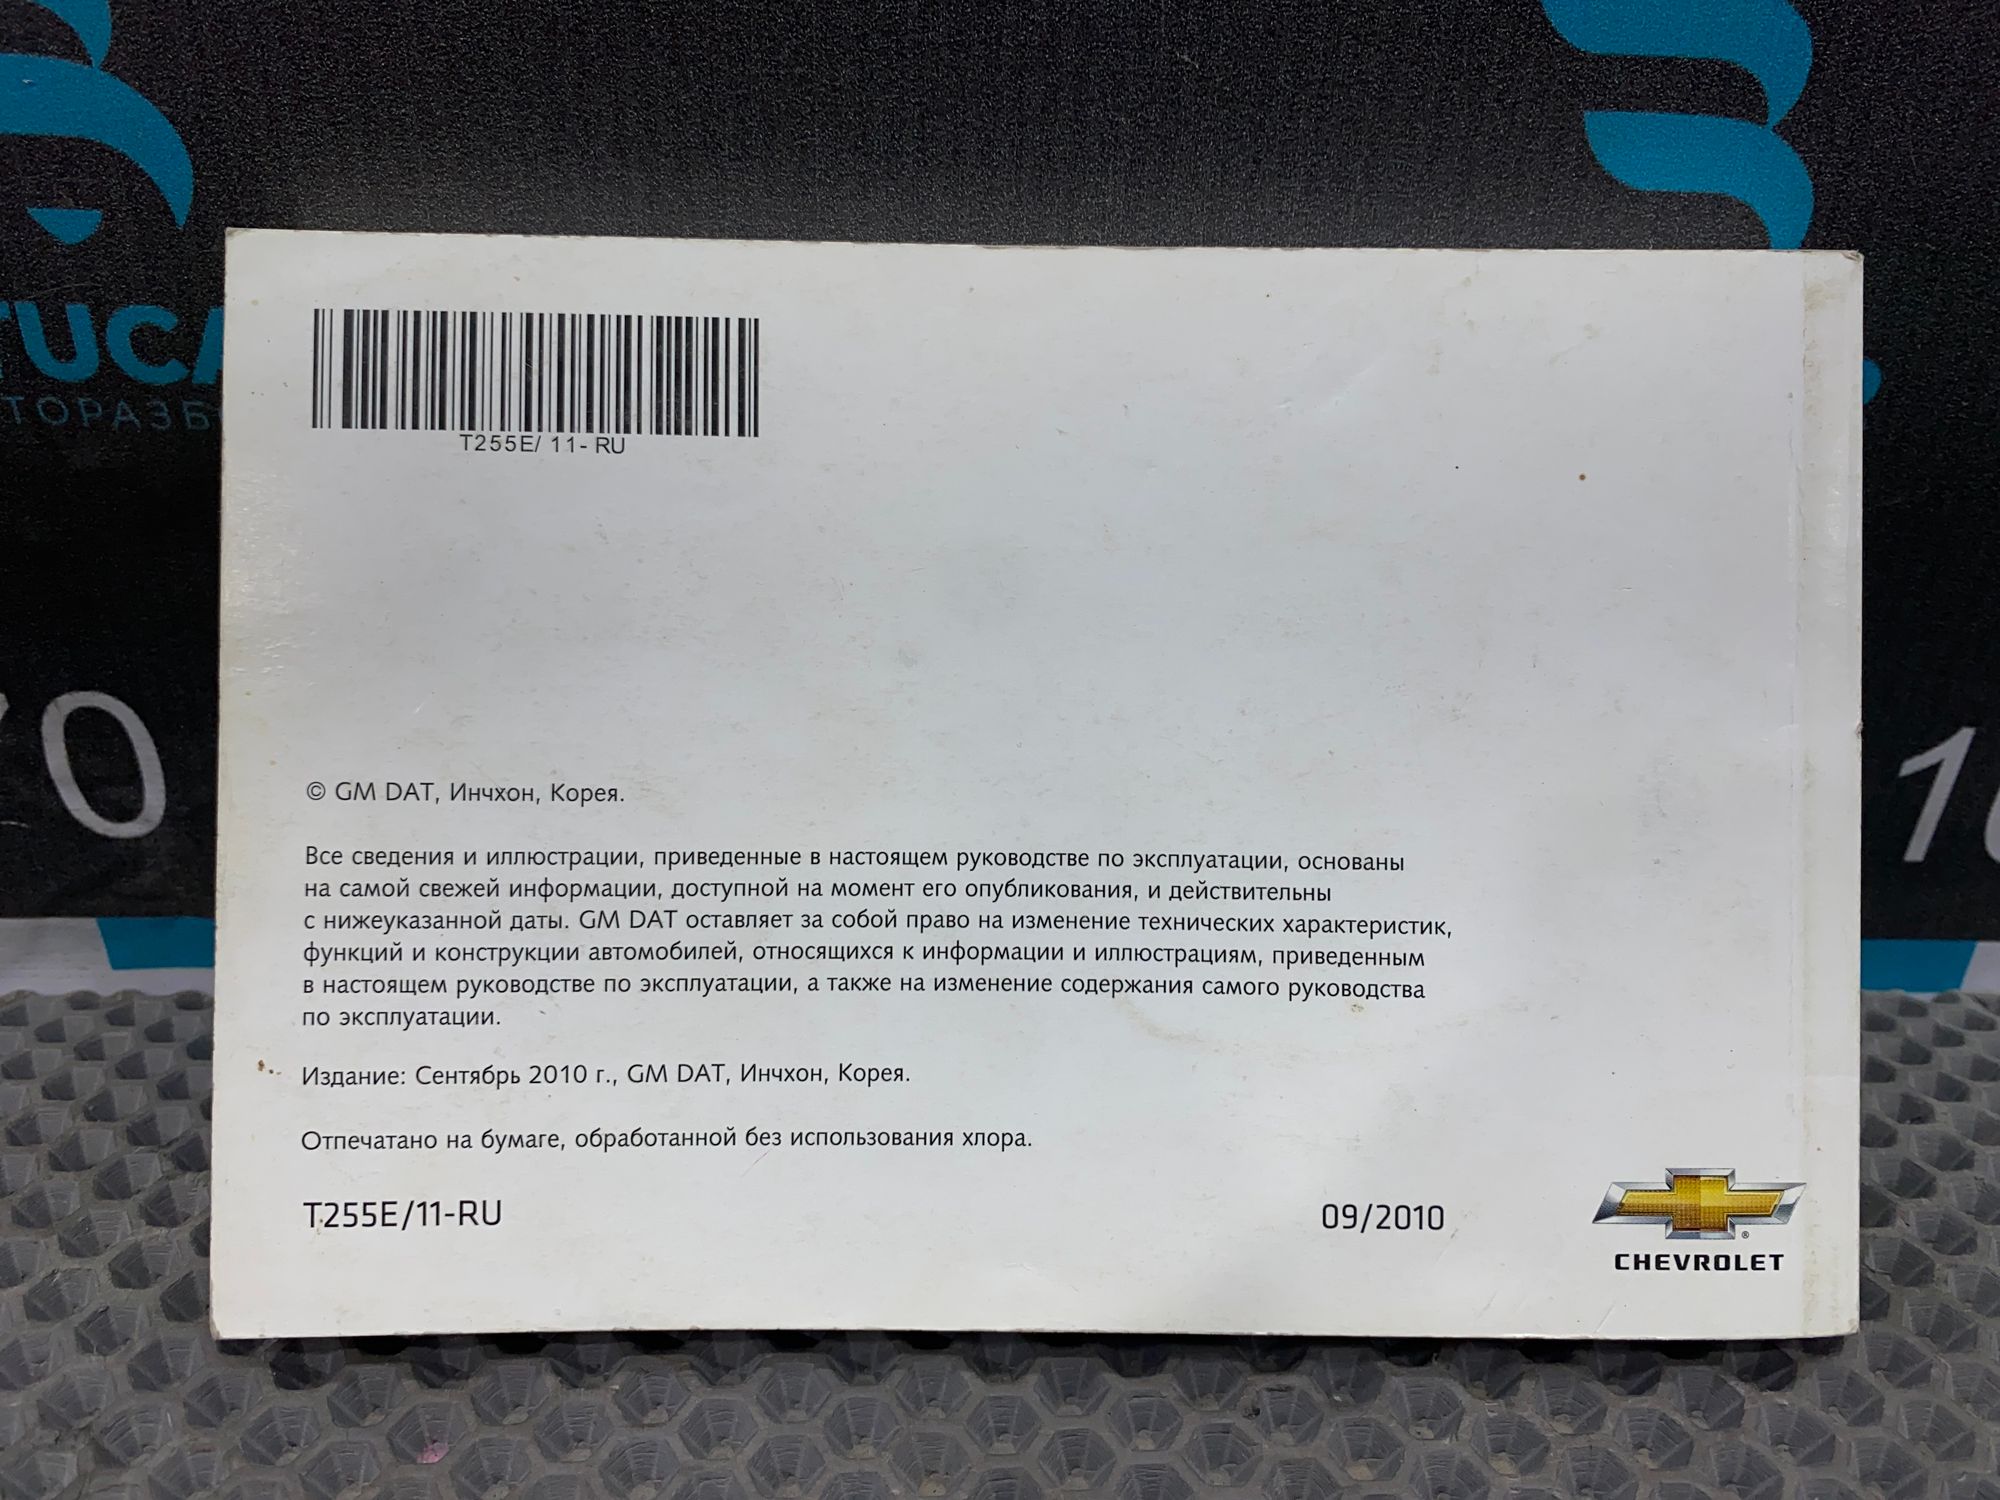 T255E/ 11- RU
© GM DAT, Инчхон, Корея.
Все сведения и иллюстрации, приведенные в настоящем руководстве по эксплуатации, основаны
на самой свежей информации, доступной на момент его опубликования, и действительны
с нижеуказанной даты. GM DAT оставляет за собой право на изменение технических характеристик,
функций и конструкции автомобилей, относящихся к информации и иллюстрациям, приведенным
в настоящем руководстве по эксплуатации, а также на изменение содержания самого руководства
по эксплуатации.
Издание: Сентябрь 2010 г., GM DAT, Инчхон, Корея.
Отпечатано на бумаге, обработанной без использования хлора.
T255E/11-RU
09/2010
CHEVROLET